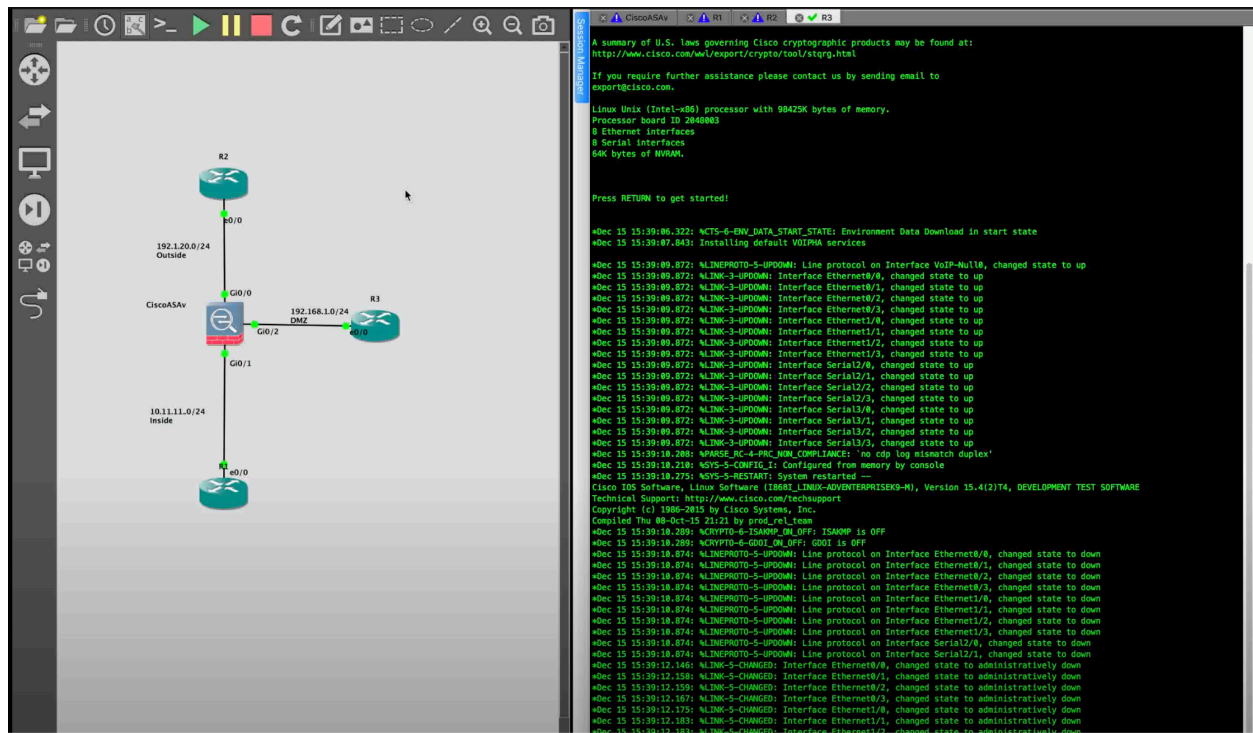 R2
e0/0
192.1.20.0/24
Outside
Gi0/0
CiscoASAv
192.168.1.0/24
DMZ
R3
Gi0/2
e0/0
Gi0/1
10.11.11..0/24
Inside
R1
e0/0
Session Manager
CiscoASAv
R1
R2
R3
A summary of U.S. laws governing Cisco cryptographic products may be found at:
http://www.cisco.com/wwl/export/crypto/tool/stqrg.html
If you require further assistance please contact us by sending email to
export@cisco.com.
Linux Unix (Intel-x86) processor with 98425K bytes of memory.
Processor board ID 2048003
8 Ethernet interfaces
8 Serial interfaces
64K bytes of NVRAM.
Press RETURN to get started!
*Dec 15 15:39:06.322: %CTS-6-ENV_DATA_START_STATE: Environment Data Download in start state
*Dec 15 15:39:07.843: Installing default VOIPHA services
*Dec 15 15:39:09.872: %LINEPROTO-5-UPDOWN: Line protocol on Interface VoIP-Null0, changed state to up
*Dec 15 15:39:09.872: %LINK-3-UPDOWN: Interface Ethernet0/0, changed state to up
*Dec 15 15:39:09.872: %LINK-3-UPDOWN: Interface Ethernet0/1, changed state to up
*Dec 15 15:39:09.872: %LINK-3-UPDOWN: Interface Ethernet0/2, changed state to up
*Dec 15 15:39:09.872: %LINK-3-UPDOWN: Interface Ethernet0/3, changed state to up
*Dec 15 15:39:09.872: %LINK-3-UPDOWN: Interface Ethernet1/0, changed state to up
*Dec 15 15:39:09.872: %LINK-3-UPDOWN: Interface Ethernet1/1, changed state to up
*Dec 15 15:39:09.872: %LINK-3-UPDOWN: Interface Ethernet1/2, changed state to up
*Dec 15 15:39:09.872: %LINK-3-UPDOWN: Interface Ethernet1/3, changed state to up
*Dec 15 15:39:09.872: %LINK-3-UPDOWN: Interface Serial2/0, changed state to up
*Dec 15 15:39:09.872: %LINK-3-UPDOWN: Interface Serial2/1, changed state to up
*Dec 15 15:39:09.872: %LINK-3-UPDOWN: Interface Serial2/2, changed state to up
*Dec 15 15:39:09.872: %LINK-3-UPDOWN: Interface Serial2/3, changed state to up
*Dec 15 15:39:09.872: %LINK-3-UPDOWN: Interface Serial3/0, changed state to up
*Dec 15 15:39:09.872: %LINK-3-UPDOWN: Interface Serial3/1, changed state to up
*Dec 15 15:39:09.872: %LINK-3-UPDOWN: Interface Serial3/2, changed state to up
*Dec 15 15:39:09.872: %LINK-3-UPDOWN: Interface Serial3/3, changed state to up
*Dec 15 15:39:10.208: %PARSE_RC-4-PRC_NON_COMPLIANCE: `no cdp log mismatch duplex'
*Dec 15 15:39:10.210: %SYS-5-CONFIG_I: Configured from memory by console
*Dec 15 15:39:10.275: %SYS-5-RESTART: System restarted --
Cisco IOS Software, Linux Software (I86BI_LINUX-ADVENTERPRISEK9-M), Version 15.4(2)T4, DEVELOPMENT TEST SOFTWARE
Technical Support: http://www.cisco.com/techsupport
Copyright (c) 1986-2015 by Cisco Systems, Inc.
Compiled Thu 08-Oct-15 21:21 by prod_rel_team
*Dec 15 15:39:10.289: %CRYPTO-6-ISAKMP_ON_OFF: ISAKMP is OFF
*Dec 15 15:39:10.289: %CRYPTO-6-GDOI_ON_OFF: GDOI is OFF
*Dec 15 15:39:10.874: %LINEPROTO-5-UPDOWN: Line protocol on Interface Ethernet0/0, changed state to down
*Dec 15 15:39:10.874: %LINEPROTO-5-UPDOWN: Line protocol on Interface Ethernet0/1, changed state to down
*Dec 15 15:39:10.874: %LINEPROTO-5-UPDOWN: Line protocol on Interface Ethernet0/2, changed state to down
*Dec 15 15:39:10.874: %LINEPROTO-5-UPDOWN: Line protocol on Interface Ethernet0/3, changed state to down
*Dec 15 15:39:10.874: %LINEPROTO-5-UPDOWN: Line protocol on Interface Ethernet1/0, changed state to down
*Dec 15 15:39:10.874: %LINEPROTO-5-UPDOWN: Line protocol on Interface Ethernet1/1, changed state to down
*Dec 15 15:39:10.874: %LINEPROTO-5-UPDOWN: Line protocol on Interface Ethernet1/2, changed state to down
*Dec 15 15:39:10.874: %LINEPROTO-5-UPDOWN: Line protocol on Interface Ethernet1/3, changed state to down
*Dec 15 15:39:10.874: %LINEPROTO-5-UPDOWN: Line protocol on Interface Serial2/0, changed state to down
*Dec 15 15:39:10.874: %LINEPROTO-5-UPDOWN: Line protocol on Interface Serial2/1, changed state to down
*Dec 15 15:39:12.146: %LINK-5-CHANGED: Interface Ethernet0/0, changed state to administratively down
*Dec 15 15:39:12.158: %LINK-5-CHANGED: Interface Ethernet0/1, changed state to administratively down
*Dec 15 15:39:12.159: %LINK-5-CHANGED: Interface Ethernet0/2, changed state to administratively down
*Dec 15 15:39:12.167: %LINK-5-CHANGED: Interface Ethernet0/3, changed state to administratively down
*Dec 15 15:39:12.175: %LINK-5-CHANGED: Interface Ethernet1/0, changed state to administratively down
*Dec 15 15:39:12.183: %LINK-5-CHANGED: Interface Ethernet1/1, changed state to administratively down
*Dec 15 15:39:12.183: %LINK-5-CHANGED: Interface Ethernet1/2, changed state to administratively down